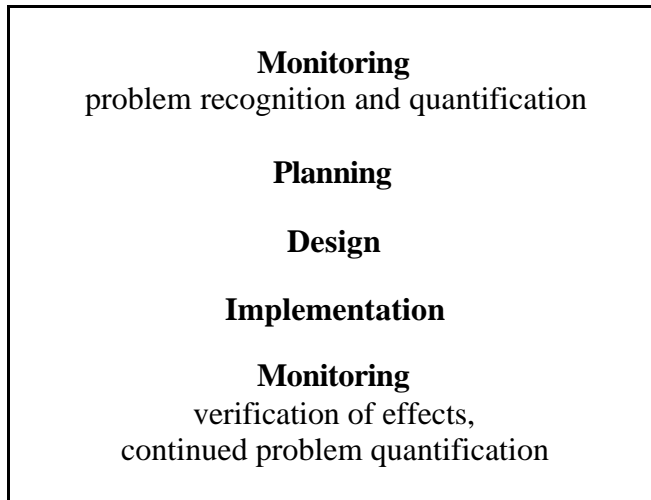 Monitoring
problem recognition and quantification
Planning
Design
Implementation
Monitoring
verification of effects,
continued problem quantification